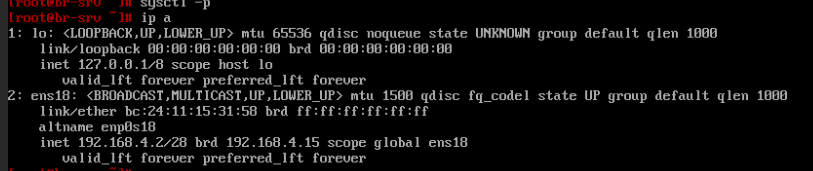 [root@br-srv ~]# sysctl -p
[root@br-srv ~]# ip a
1: lo: <LOOPBACK,UP,LOWER_UP> mtu 65536 qdisc noqueue state UNKNOWN group default qlen 1000
link/loopback 00:00:00:00:00:00 brd 00:00:00:00:00:00
inet 127.0.0.1/8 scope host lo
valid_lft forever preferred_lft forever
2: ens18: <BROADCAST,MULTICAST,UP,LOWER_UP> mtu 1500 qdisc fq_codel state UP group default qlen 1000
link/ether bc:24:11:15:31:58 brd ff:ff:ff:ff:ff:ff
altname enp0s18
inet 192.168.4.2/28 brd 192.168.4.15 scope global ens18
valid_lft forever preferred_lft forever